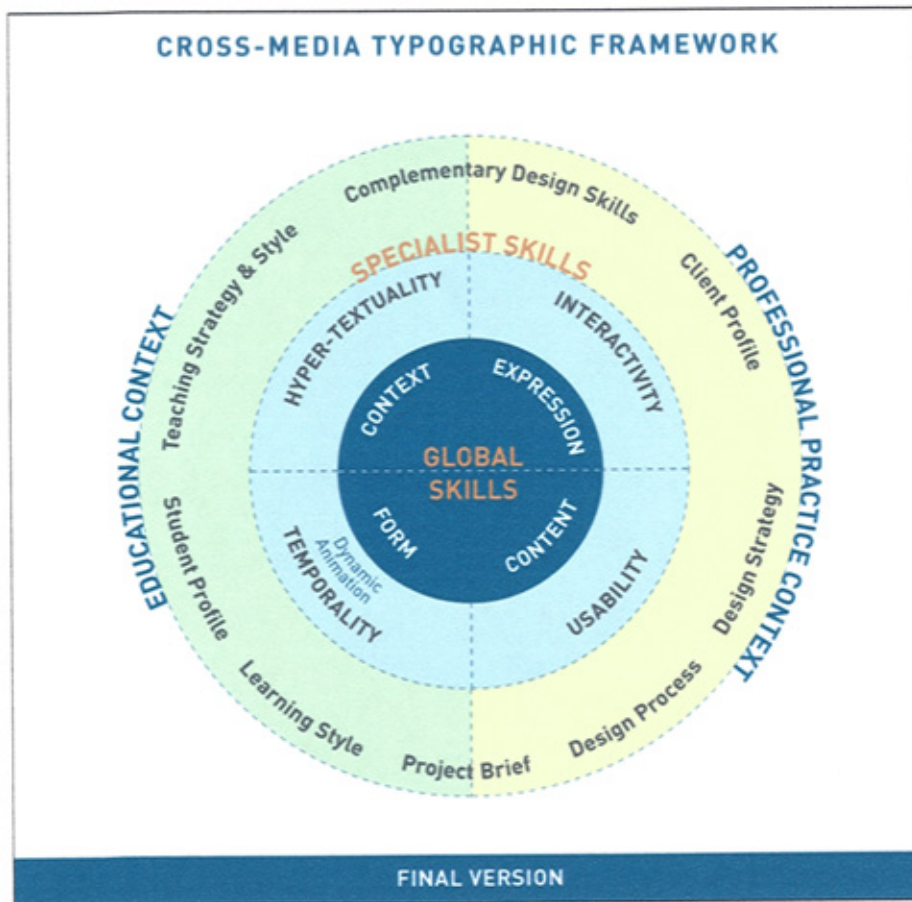 CROSS-MEDIA TYPOGRAPHIC FRAMEWORK
Complementary Design Skills
SPECIALIST SKILLS
Teaching Strategy & Style
Client Profile
EDUCATIONAL CONTEXT
PROFESSIONAL PRACTICE CONTEXT
HYPER-TEXTUALITY
INTERACTIVITY
CONTEXT
EXPRESSION
GLOBAL
SKILLS
FORM
CONTENT
Dynamic
Animation
TEMPORALITY
USABILITY
Student Profile
Design Strategy
Learning Style
Design Process
Project Brief
FINAL VERSION